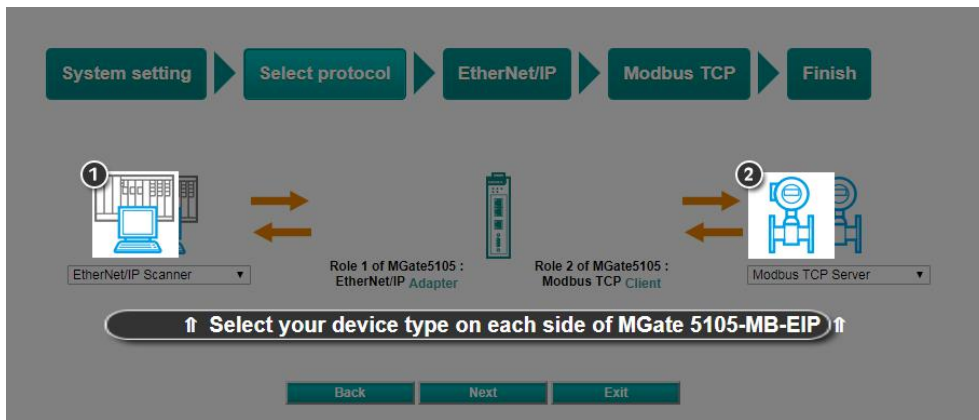 System setting
Select protocol
EtherNet/IP
Modbus TCP
Finish
1
2
EtherNet/IP Scanner
Role 1 of MGate5105 :
EtherNet/IP Adapter
Role 2 of MGate5105 :
Modbus TCP Client
Modbus TCP Server
⇑ Select your device type on each side of MGate 5105-MB-EIP ⇑
Back
Next
Exit